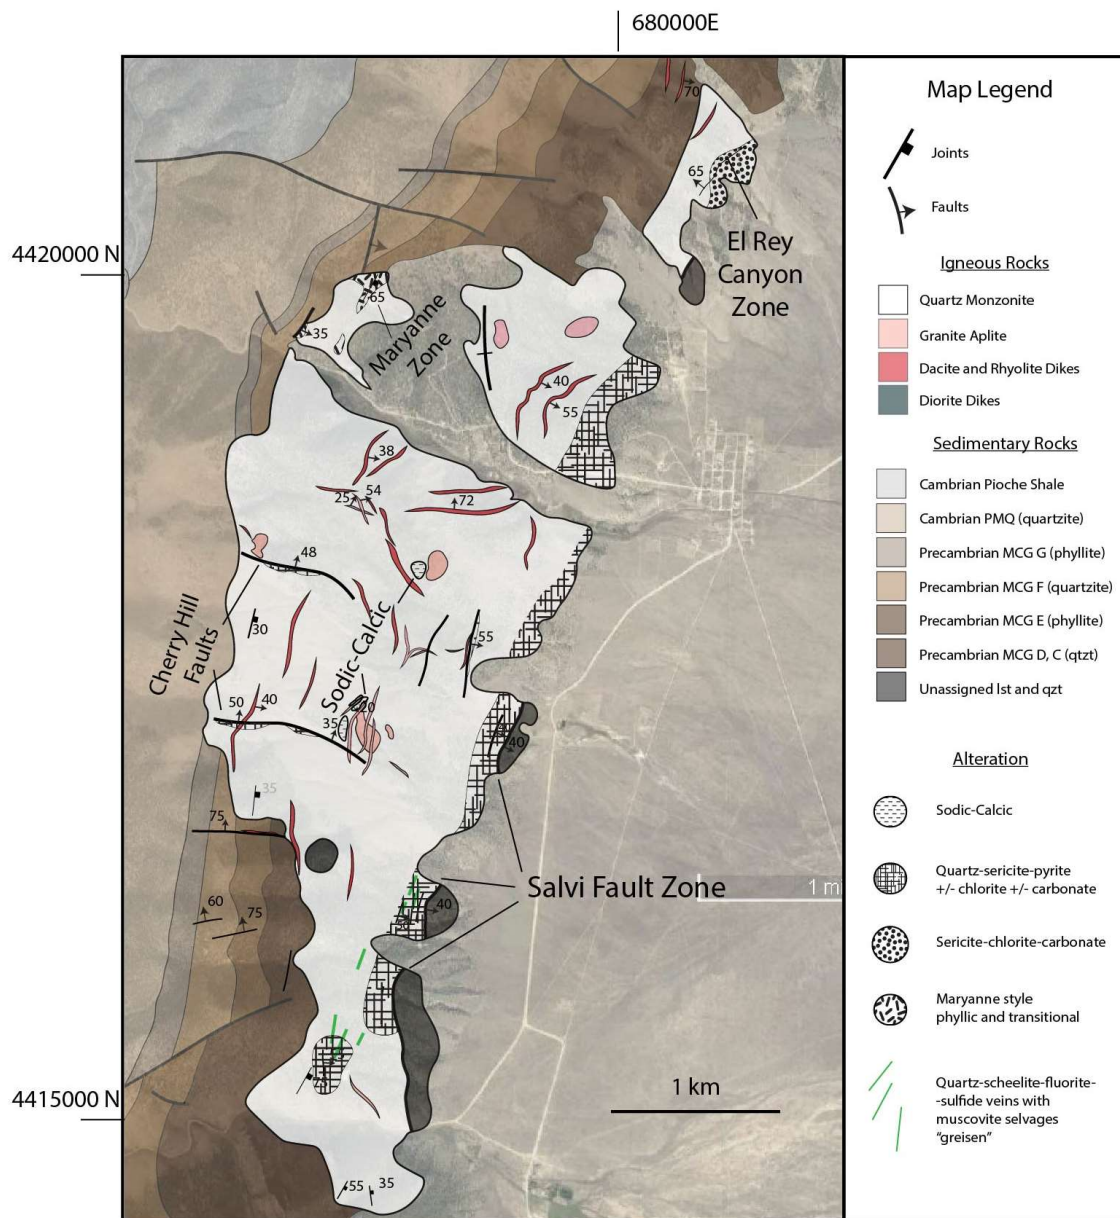 680000E
70
65
El Rey
Canyon
Zone
4420000 N
65
35
Maryanne
Zone
40
55
38
25
54
72
48
Cherry Hill
Faults
30
Sodic-Calcic
55
50
40
20
35
40
35
75
60
75
40
Salvi Fault Zone
1 m
4415000 N
1 km
55
35
Map Legend
Joints
Faults
Igneous Rocks
Quartz Monzonite
Granite Aplite
Dacite and Rhyolite Dikes
Diorite Dikes
Sedimentary Rocks
Cambrian Pioche Shale
Cambrian PMQ (quartzite)
Precambrian MCG G (phyllite)
Precambrian MCG F (quartzite)
Precambrian MCG E (phyllite)
Precambrian MCG D, C (qtzt)
Unassigned lst and qzt
Alteration
Sodic-Calcic
Quartz-sericite-pyrite
+/- chlorite +/- carbonate
Sericite-chlorite-carbonate
Maryanne style
phyllic and transitional
Quartz-scheelite-fluorite-
-sulfide veins with
muscovite selvages
"greisen"